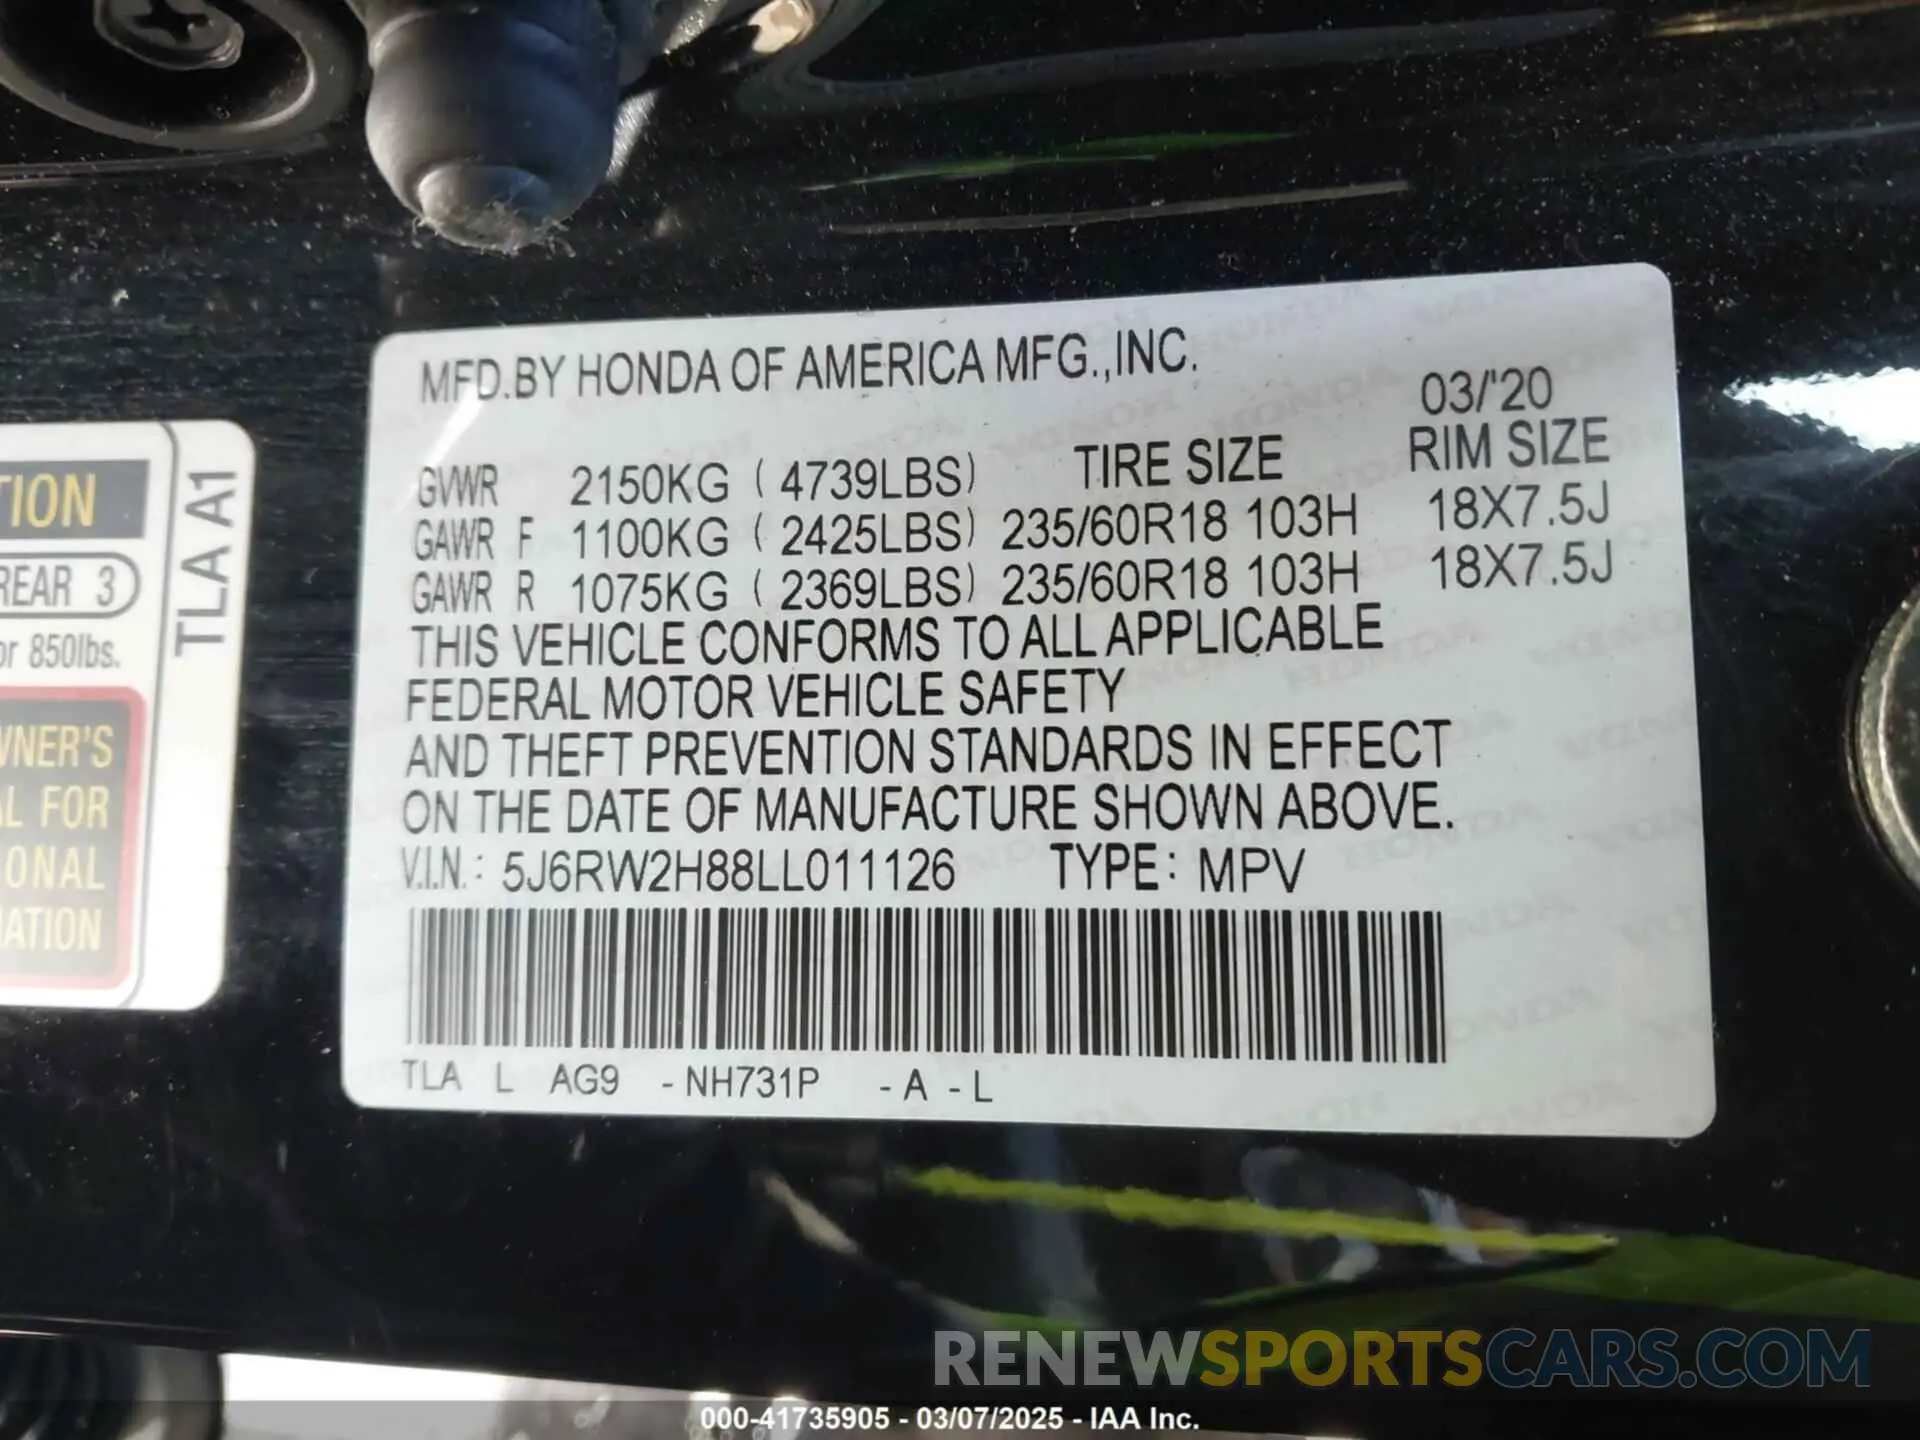 MFD.BY HONDA OF AMERICA MFG.,INC.
03/'20
GVWR 2150KG ( 4739LBS) TIRE SIZE RIM SIZE
GAWR F 1100KG ( 2425LBS) 235/60R18 103H 18X7.5J
GAWR R 1075KG ( 2369LBS) 235/60R18 103H 18X7.5J
THIS VEHICLE CONFORMS TO ALL APPLICABLE
FEDERAL MOTOR VEHICLE SAFETY
AND THEFT PREVENTION STANDARDS IN EFFECT
ON THE DATE OF MANUFACTURE SHOWN ABOVE.
V.I.N.: 5J6RW2H88LL011126 TYPE: MPV
TLA L AG9 -NH731P -A -L
TION
REAR 3
or 850lbs.
WNER'S
AL FOR
IONAL
MATION
TLA A1
RENEWSPORTSCARS.COM
000-41735905 - 03/07/2025 - IAA Inc.